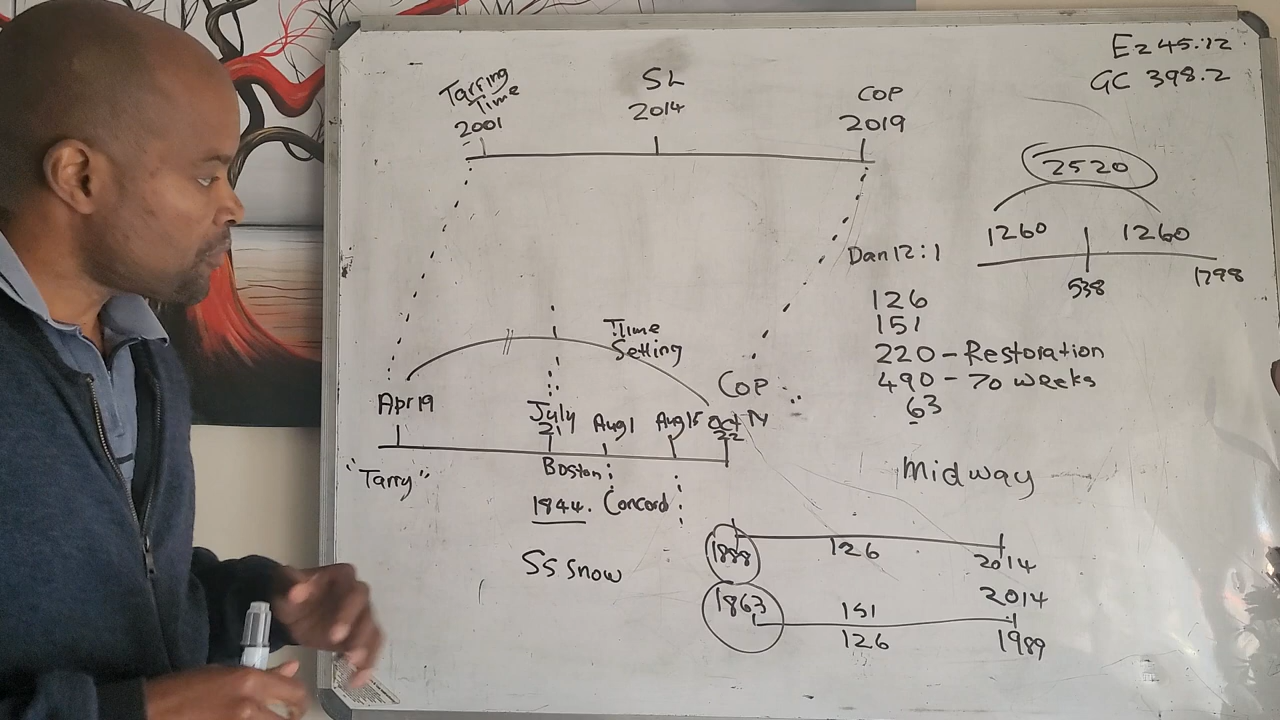 Ez 45:12
GC 398.2
Tarring
Time
2001
SL
2014
COP
2019
2520
1260 1260
538
1798
Dan 12:1
126
151
220 - Restoration
490 - 70 weeks
63
Time
Setting
COP
Apr 19
July
21
Aug 1
Aug 15
Oct
22
"Tarry"
Boston
1844. Concord
SS Snow
Midway
1888 126 2014
1863 151 2014
126 1989